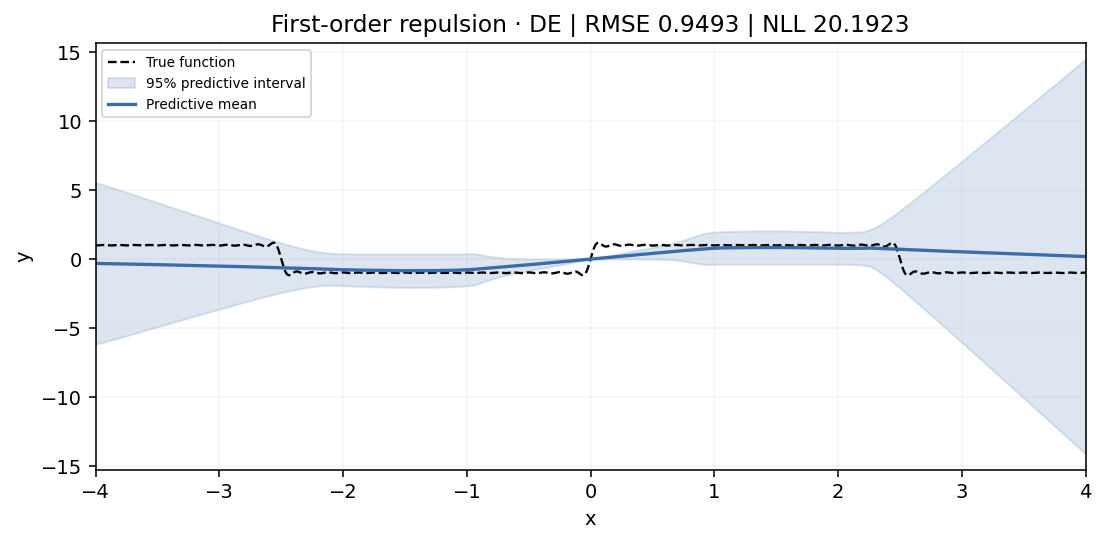 First-order repulsion · DE | RMSE 0.9493 | NLL 20.1923
True function
95% predictive interval
Predictive mean
15
10
5
0
−5
−10
−15
y
−4 −3 −2 −1 0 1 2 3 4
x